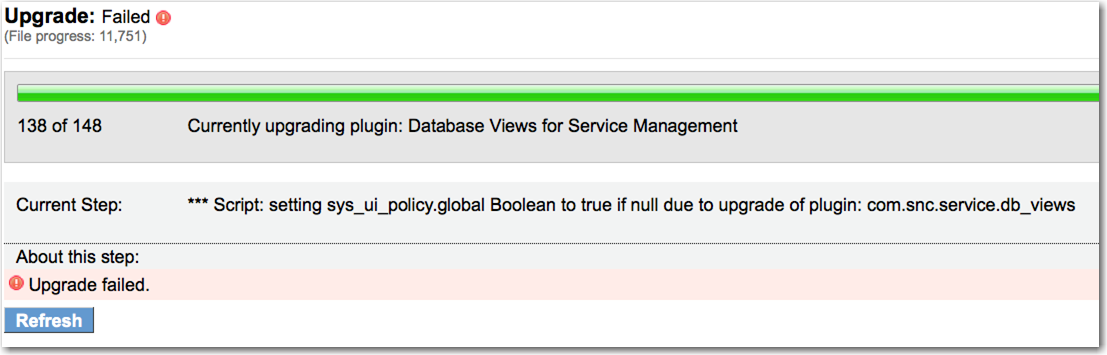 Upgrade: Failed
(File progress: 11,751)
138 of 148 Currently upgrading plugin: Database Views for Service Management
Current Step: *** Script: setting sys_ui_policy.global Boolean to true if null due to upgrade of plugin: com.snc.service.db_views
About this step:
Upgrade failed.
Refresh